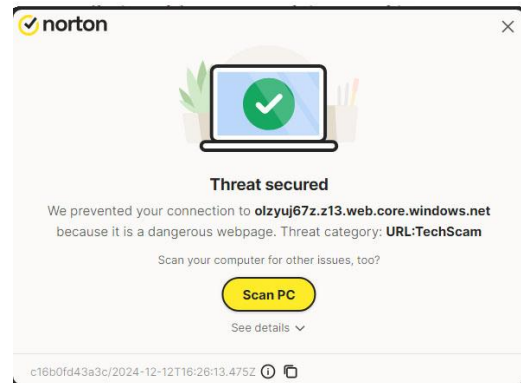 norton
Threat secured
We prevented your connection to olzyuj67z.z13.web.core.windows.net
because it is a dangerous webpage. Threat category: URL:TechScam
Scan your computer for other issues, too?
Scan PC
See details
c16b0fd43a3c/2024-12-12T16:26:13.475Z